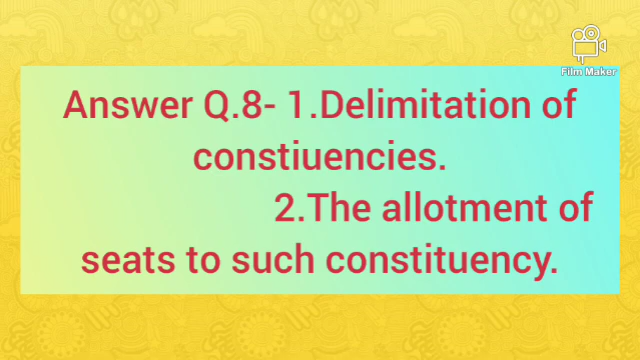 Film Maker
Answer Q.8- 1.Delimitation of
constiuencies.
2.The allotment of
seats to such constituency.